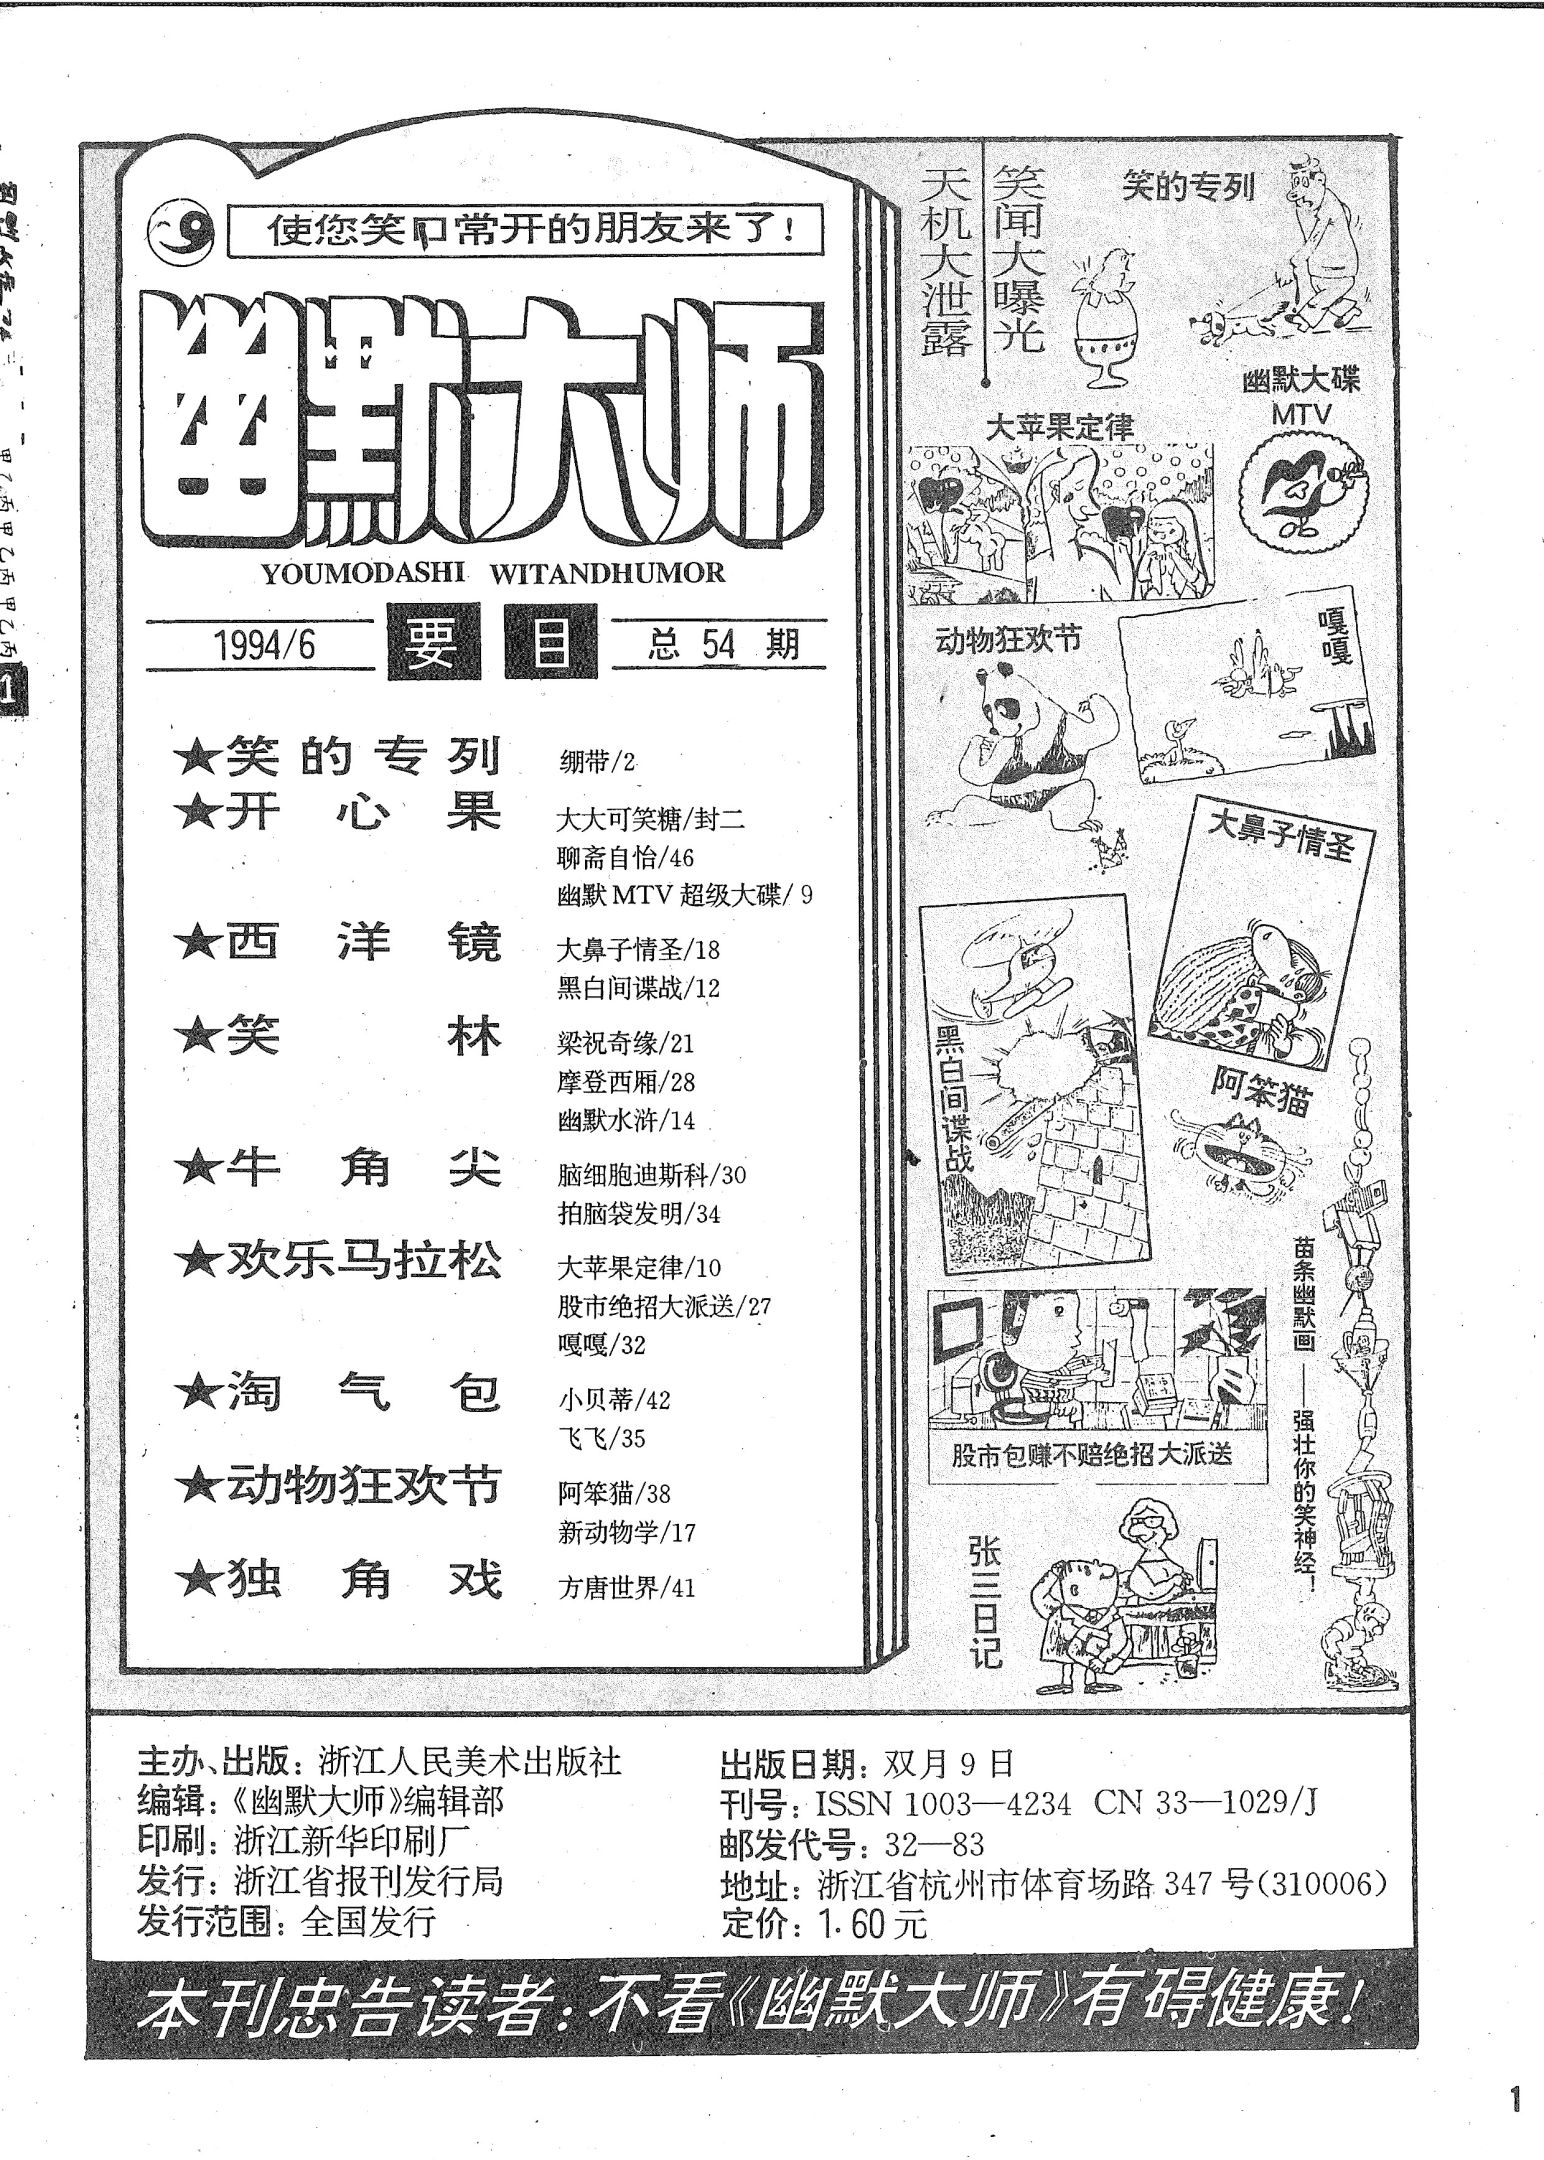 使您笑口常开的朋友来了!
幽默大师
YOUMODASHI WITANDHUMOR
1994/6 要目 总 54 期
★笑的专列 绷带/2
★开心果 大大可笑糖/封二
聊斋自怡/46
幽默MTV超级大碟/9
★西洋镜 大鼻子情圣/18
黑白间谍战/12
★笑林 梁祝奇缘/21
摩登西厢/28
幽默水浒/14
★牛角尖 脑细胞迪斯科/30
拍脑袋发明/34
★欢乐马拉松 大苹果定律/10
股市绝招大派送/27
嘎嘎/32
★淘气包 小贝蒂/42
飞飞/35
★动物狂欢节 阿笨猫/38
新动物学/17
★独角戏 方唐世界/41
笑闻大曝光
天机大泄露
笑的专列
幽默大碟
MTV
大苹果定律
动物狂欢节
嘎嘎
大鼻子情圣
黑白间谍战
阿笨猫
苗条幽默画——强壮你的笑神经!
股市包赚不赔绝招大派送
张三日记
主办、出版:浙江人民美术出版社
编辑:《幽默大师》编辑部
印刷:浙江新华印刷厂
发行:浙江省报刊发行局
发行范围:全国发行
出版日期:双月9日
刊号:ISSN 1003—4234 CN 33—1029/J
邮发代号:32—83
地址:浙江省杭州市体育场路347号(310006)
定价:1.60元
本刊忠告读者:不看《幽默大师》有碍健康!
1
1